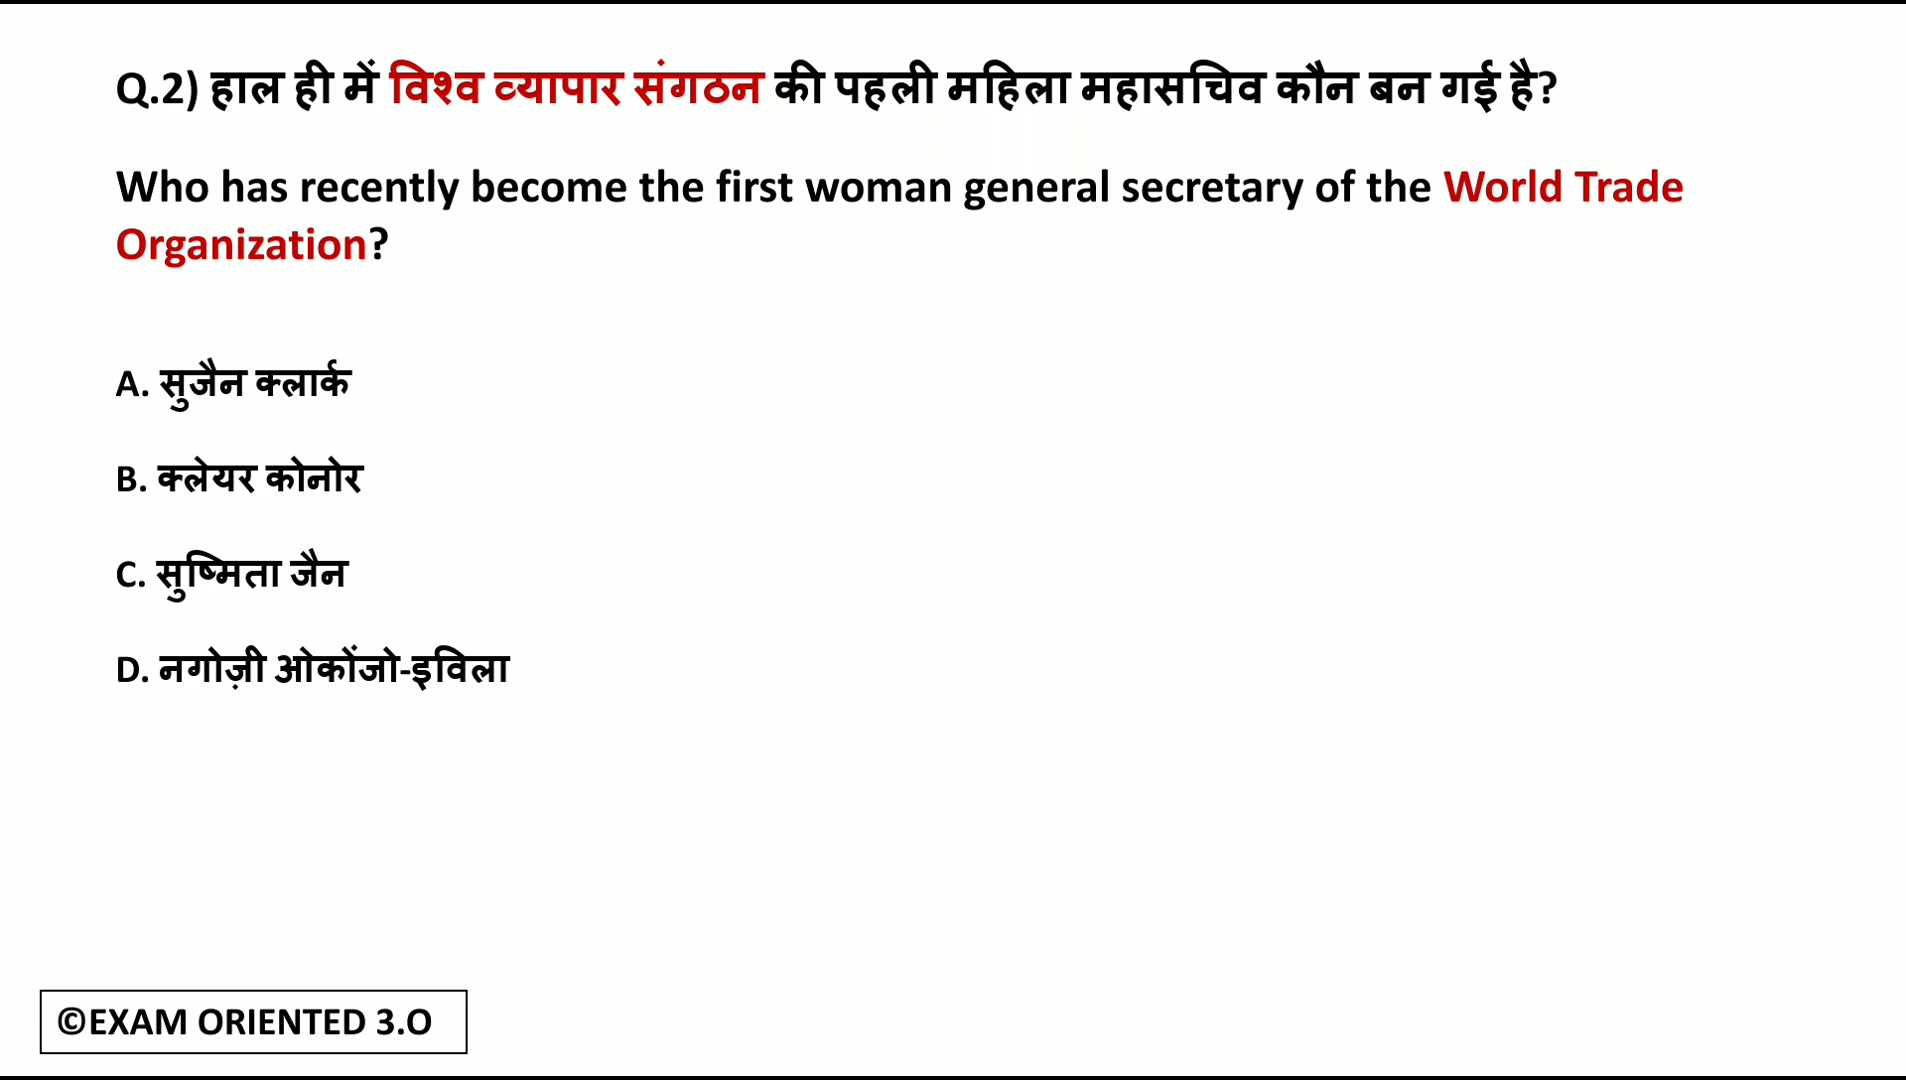 Q.2) हाल ही में विश्व व्यापार संगठन की पहली महिला महासचिव कौन बन गई है?
Who has recently become the first woman general secretary of the World Trade
Organization?
A. सुजैन क्लार्क
B. क्लेयर कोनोर
C. सुष्मिता जैन
D. नगोज़ी ओकोंजो-इविला
©EXAM ORIENTED 3.O